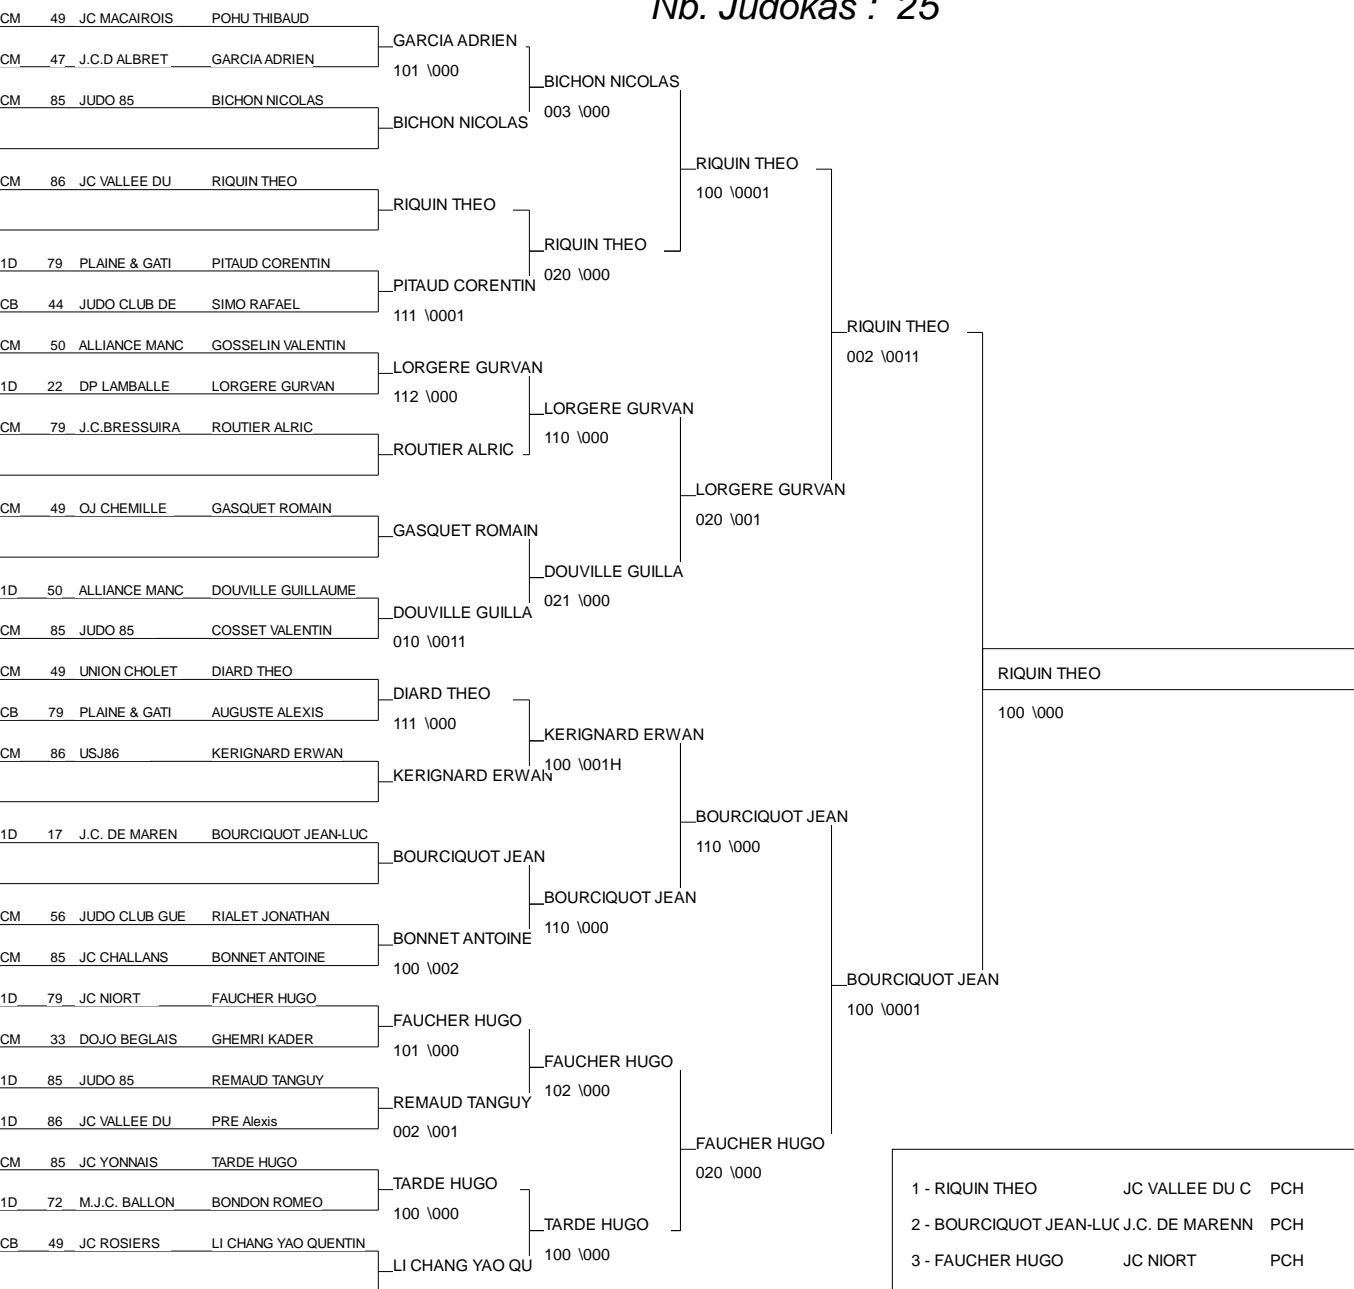 Nb. Judokas : 25
CM 49 JC MACAIROIS POHU THIBAUD
GARCIA ADRIEN
CM 47 J.C.D ALBRET GARCIA ADRIEN
101 \000
BICHON NICOLAS
CM 85 JUDO 85 BICHON NICOLAS
003 \000
BICHON NICOLAS
RIQUIN THEO
CM 86 JC VALLEE DU RIQUIN THEO
100 \0001
RIQUIN THEO
RIQUIN THEO
1D 79 PLAINE & GATI PITAUD CORENTIN
020 \000
PITAUD CORENTIN
CB 44 JUDO CLUB DE SIMO RAFAEL
111 \0001
RIQUIN THEO
CM 50 ALLIANCE MANC GOSSELIN VALENTIN
002 \0011
LORGERE GURVAN
1D 22 DP LAMBALLE LORGERE GURVAN
112 \000
LORGERE GURVAN
CM 79 J.C.BRESSUIRA ROUTIER ALRIC
110 \000
ROUTIER ALRIC
LORGERE GURVAN
CM 49 OJ CHEMILLE GASQUET ROMAIN
020 \001
GASQUET ROMAIN
DOUVILLE GUILLA
1D 50 ALLIANCE MANC DOUVILLE GUILLAUME
021 \000
DOUVILLE GUILLA
CM 85 JUDO 85 COSSET VALENTIN
010 \0011
CM 49 UNION CHOLET DIARD THEO
RIQUIN THEO
DIARD THEO
CB 79 PLAINE & GATI AUGUSTE ALEXIS
100 \000
111 \000
KERIGNARD ERWAN
CM 86 USJ86 KERIGNARD ERWAN
100 \001H
KERIGNARD ERWAN
BOURCIQUOT JEAN
1D 17 J.C. DE MAREN BOURCIQUOT JEAN-LUC
110 \000
BOURCIQUOT JEAN
BOURCIQUOT JEAN
CM 56 JUDO CLUB GUE RIALET JONATHAN
110 \000
BONNET ANTOINE
CM 85 JC CHALLANS BONNET ANTOINE
100 \002
BOURCIQUOT JEAN
1D 79 JC NIORT FAUCHER HUGO
100 \0001
FAUCHER HUGO
CM 33 DOJO BEGLAIS GHEMRI KADER
101 \000
FAUCHER HUGO
1D 85 JUDO 85 REMAUD TANGUY
102 \000
REMAUD TANGUY
1D 86 JC VALLEE DU PRE Alexis
002 \001
FAUCHER HUGO
CM 85 JC YONNAIS TARDE HUGO
020 \000
TARDE HUGO
1D 72 M.J.C. BALLON BONDON ROMEO
100 \000
TARDE HUGO
CB 49 JC ROSIERS LI CHANG YAO QUENTIN
100 \000
LI CHANG YAO QU
1 - RIQUIN THEO JC VALLEE DU C PCH
2 - BOURCIQUOT JEAN-LUC J.C. DE MARENN PCH
3 - FAUCHER HUGO JC NIORT PCH